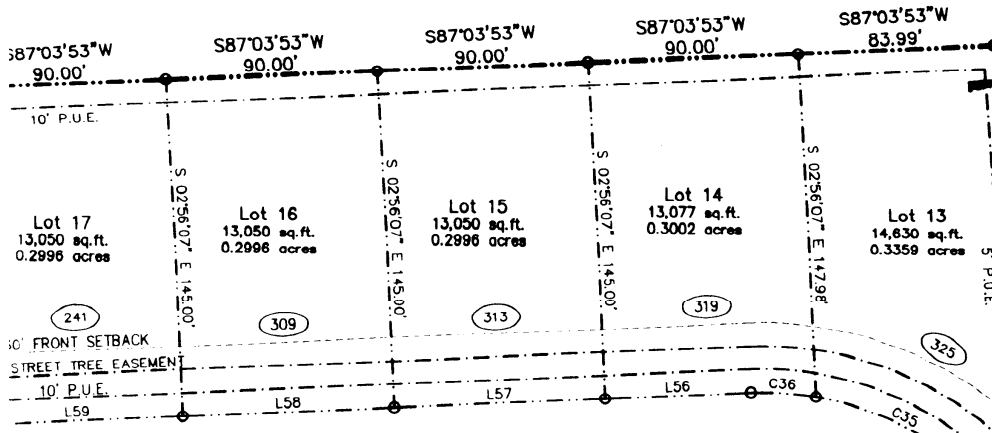 S87°03'53"W
90.00'
S87°03'53"W
90.00'
S87°03'53"W
90.00'
S87°03'53"W
90.00'
S87°03'53"W
83.99'
10' P.U.E.
Lot 17
13,050 sq.ft.
0.2996 acres
S 02°56'07" E 145.00'
Lot 16
13,050 sq.ft.
0.2996 acres
S 02°56'07" E 145.00'
Lot 15
13,050 sq.ft.
0.2996 acres
S 02°56'07" E 145.00'
Lot 14
13,077 sq.ft.
0.3002 acres
S 02°56'07" E 147.98'
Lot 13
14,630 sq.ft.
0.3359 acres
5' P.U.E.
241
309
313
319
325
FRONT SETBACK
STREET TREE EASEMENT
10' P.U.E.
L59
L58
L57
L56
C36
C35